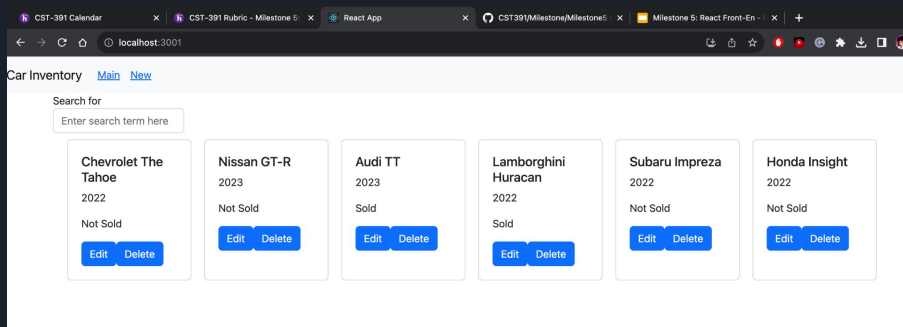 CST-391 Calendar
CST-391 Rubric - Milestone 5:
React App
CST391/Milestone/Milestone5
Milestone 5: React Front-En -
localhost:3001
Car Inventory Main New
Search for
Enter search term here
Chevrolet The
Tahoe
2022
Not Sold
Edit Delete
Nissan GT-R
2023
Not Sold
Edit Delete
Audi TT
2023
Sold
Edit Delete
Lamborghini
Huracan
2022
Sold
Edit Delete
Subaru Impreza
2022
Not Sold
Edit Delete
Honda Insight
2022
Not Sold
Edit Delete